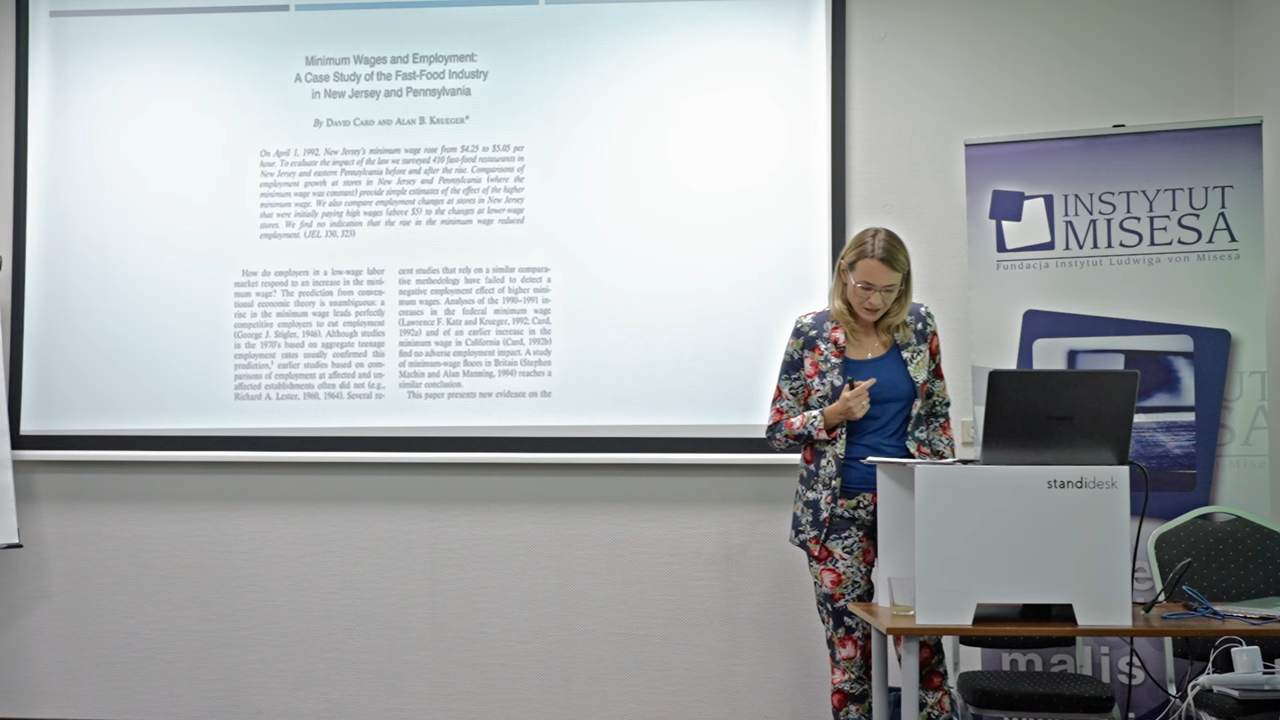 Minimum Wages and Employment:
A Case Study of the Fast-Food Industry
in New Jersey and Pennsylvania
By DAVID CARD AND ALAN B. KRUEGER*
On April 1, 1992, New Jersey's minimum wage rose from $4.25 to $5.05 per
hour. To evaluate the impact of the law we surveyed 410 fast-food restaurants in
New Jersey and eastern Pennsylvania before and after the rise. Comparisons of
employment growth at stores in New Jersey and Pennsylvania (where the
minimum wage was constant) provide simple estimates of the effect of the higher
minimum wage. We also compare employment changes at stores in New Jersey
that were initially paying high wages (above $5) to the changes at lower-wage
stores. We find no indication that the rise in the minimum wage reduced
employment. (JEL J30, J23)
How do employers in a low-wage labor
market respond to an increase in the mini-
mum wage? The prediction from conven-
tional economic theory is unambiguous: a
rise in the minimum wage leads perfectly
competitive employers to cut employment
(George J. Stigler, 1946). Although studies
in the 1970's based on aggregate teenage
employment rates usually confirmed this
prediction,¹ earlier studies based on com-
parisons of employment at affected and un-
affected establishments often did not (e.g.,
Richard A. Lester, 1960, 1964). Several re-
cent studies that rely on a similar compara-
tive methodology have failed to detect a
negative employment effect of higher mini-
mum wages. Analyses of the 1990–1991 in-
creases in the federal minimum wage
(Lawrence F. Katz and Krueger, 1992; Card,
1992a) and of an earlier increase in the
minimum wage in California (Card, 1992b)
find no adverse employment impact. A study
of minimum-wage floors in Britain (Stephen
Machin and Alan Manning, 1994) reaches a
similar conclusion.
This paper presents new evidence on the
INSTYTUT
MISESA
Fundacja Instytut Ludwiga von Misesa
standidesk
malis